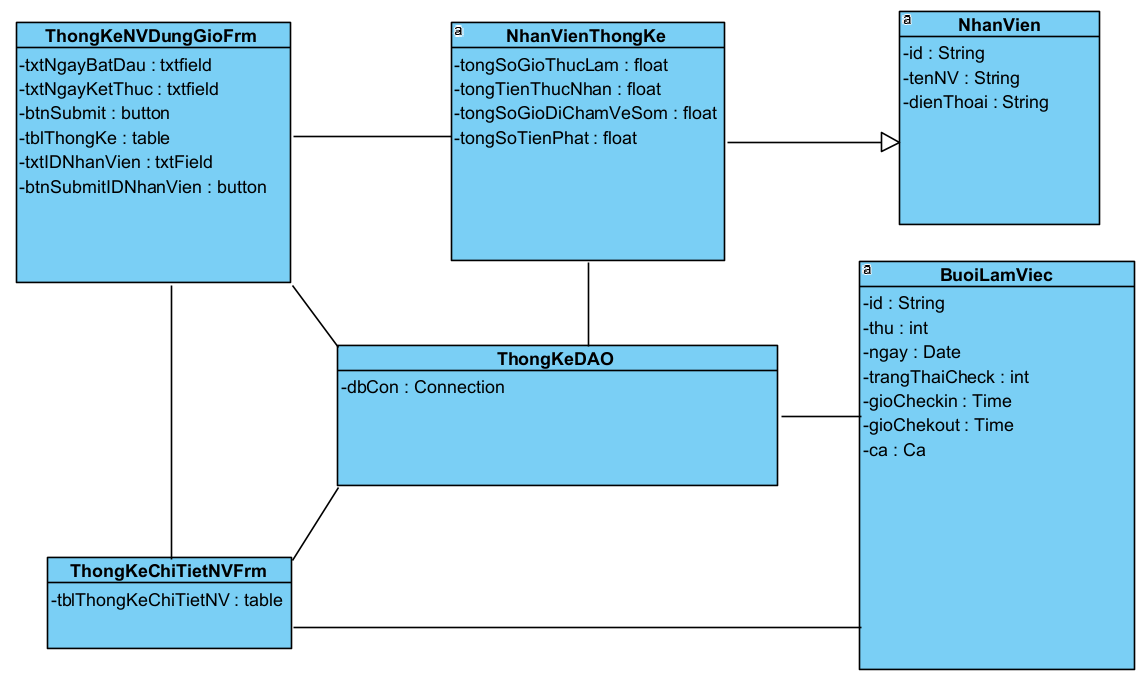 ThongKeNVDungGioFrm
-txtNgayBatDau : txtfield
-txtNgayKetThuc : txtfield
-btnSubmit : button
-tblThongKe : table
-txtIDNhanVien : txtField
-btnSubmitIDNhanVien : button
a
NhanVienThongKe
-tongSoGioThucLam : float
-tongTienThucNhan : float
-tongSoGioDiChamVeSom : float
-tongSoTienPhat : float
a
NhanVien
-id : String
-tenNV : String
-dienThoai : String
a
BuoiLamViec
-id : String
-thu : int
-ngay : Date
-trangThaiCheck : int
-gioCheckin : Time
-gioChekout : Time
-ca : Ca
ThongKeDAO
-dbCon : Connection
ThongKeChiTietNVFrm
-tblThongKeChiTietNV : table